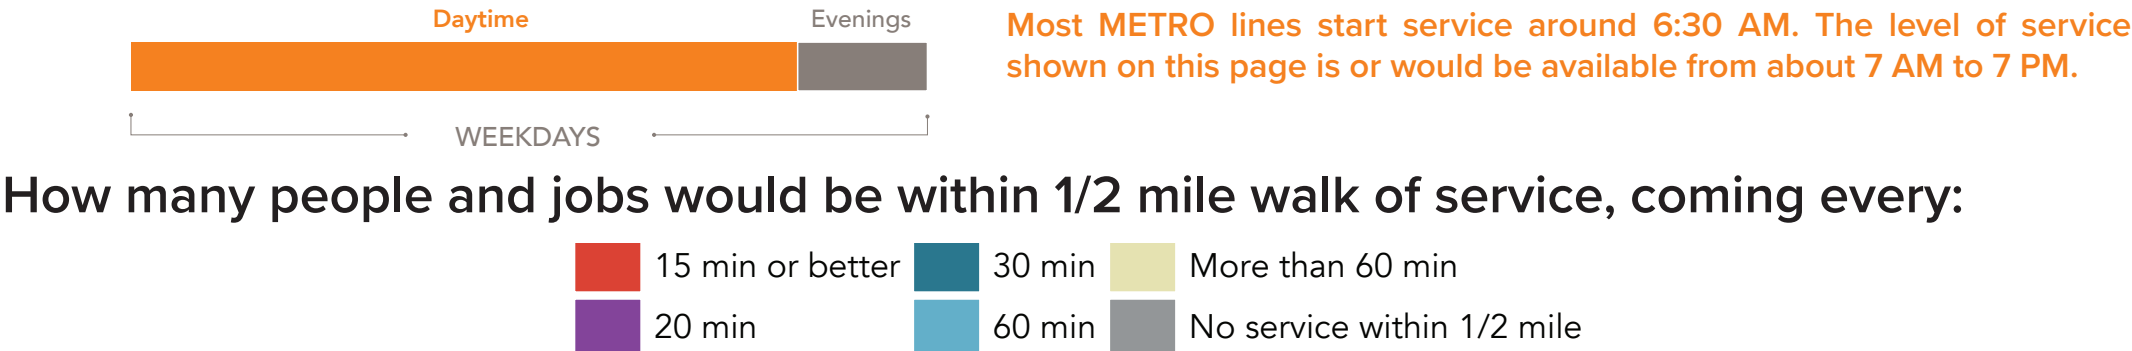 Daytime
Evenings
WEEKDAYS
Most METRO lines start service around 6:30 AM. The level of service
shown on this page is or would be available from about 7 AM to 7 PM.
How many people and jobs would be within 1/2 mile walk of service, coming every:
15 min or better
30 min
More than 60 min
20 min
60 min
No service within 1/2 mile